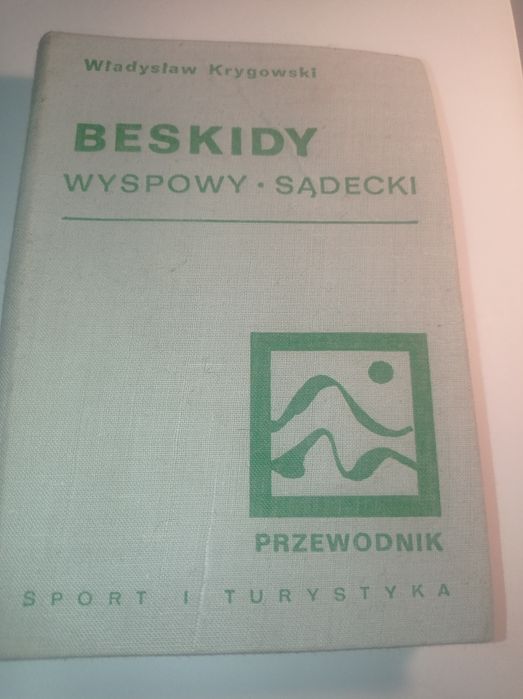 Władysław Krygowski
BESKIDY
WYSPOWY • SĄDECKI
PRZEWODNIK
SPORT I TURYSTYKA